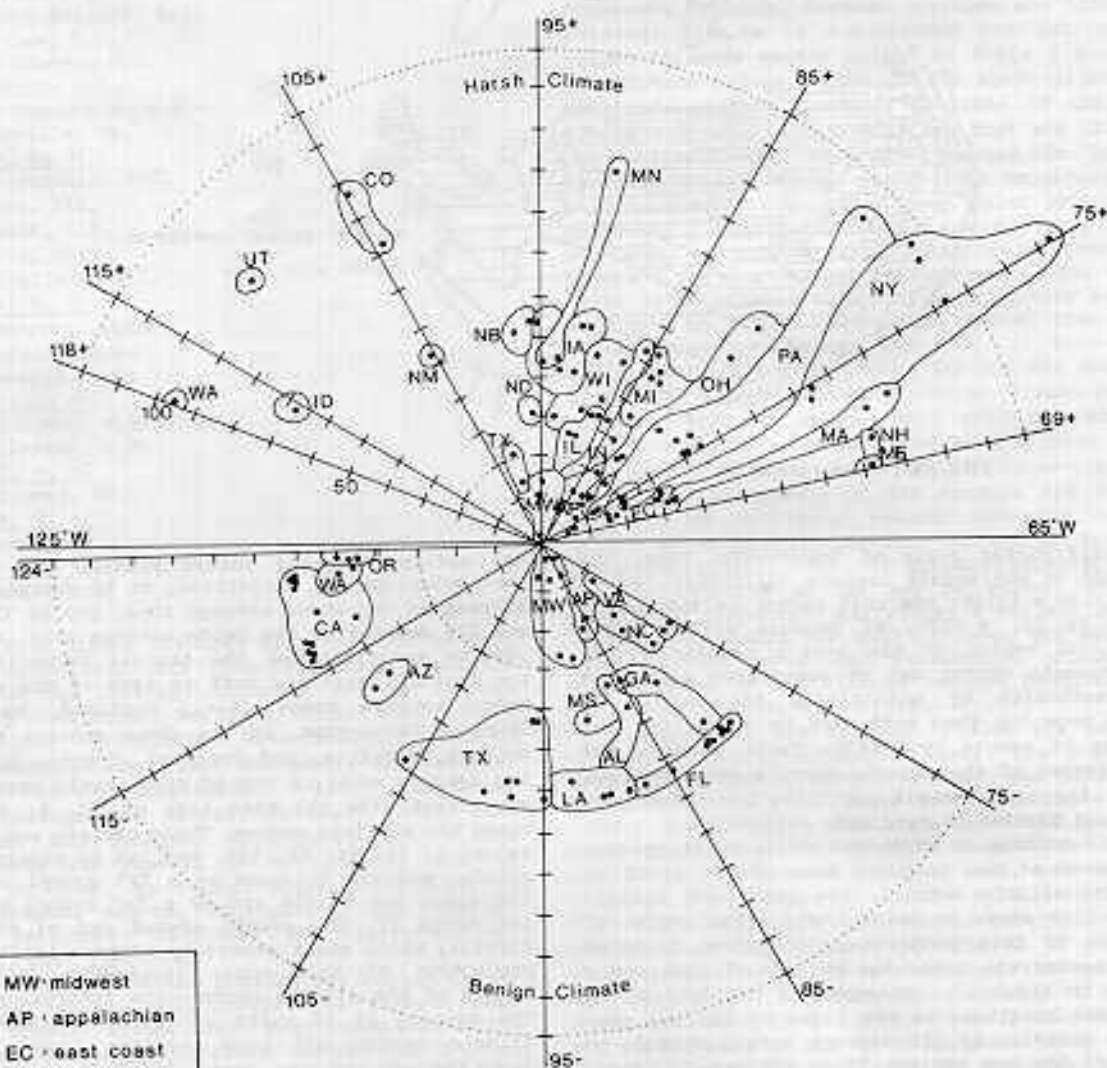 95+
105+
85+
Harsh Climate
MN
CO
75+
UT
115+
NY
118+
NB
IA
PA
WI
NM
OH
WA
ND
MI
100
ID
MA
NH
69+
IL
ME
TX
IN
50
EC
125°W
65°W
124-
OR
WA
MW
AP
VA
CA
NC
AZ
GA
MS
TX
AL
FL
LA
115-
75-
105-
Benign Climate
85-
95-
MW·midwest
AP·appalachian
EC·east coast